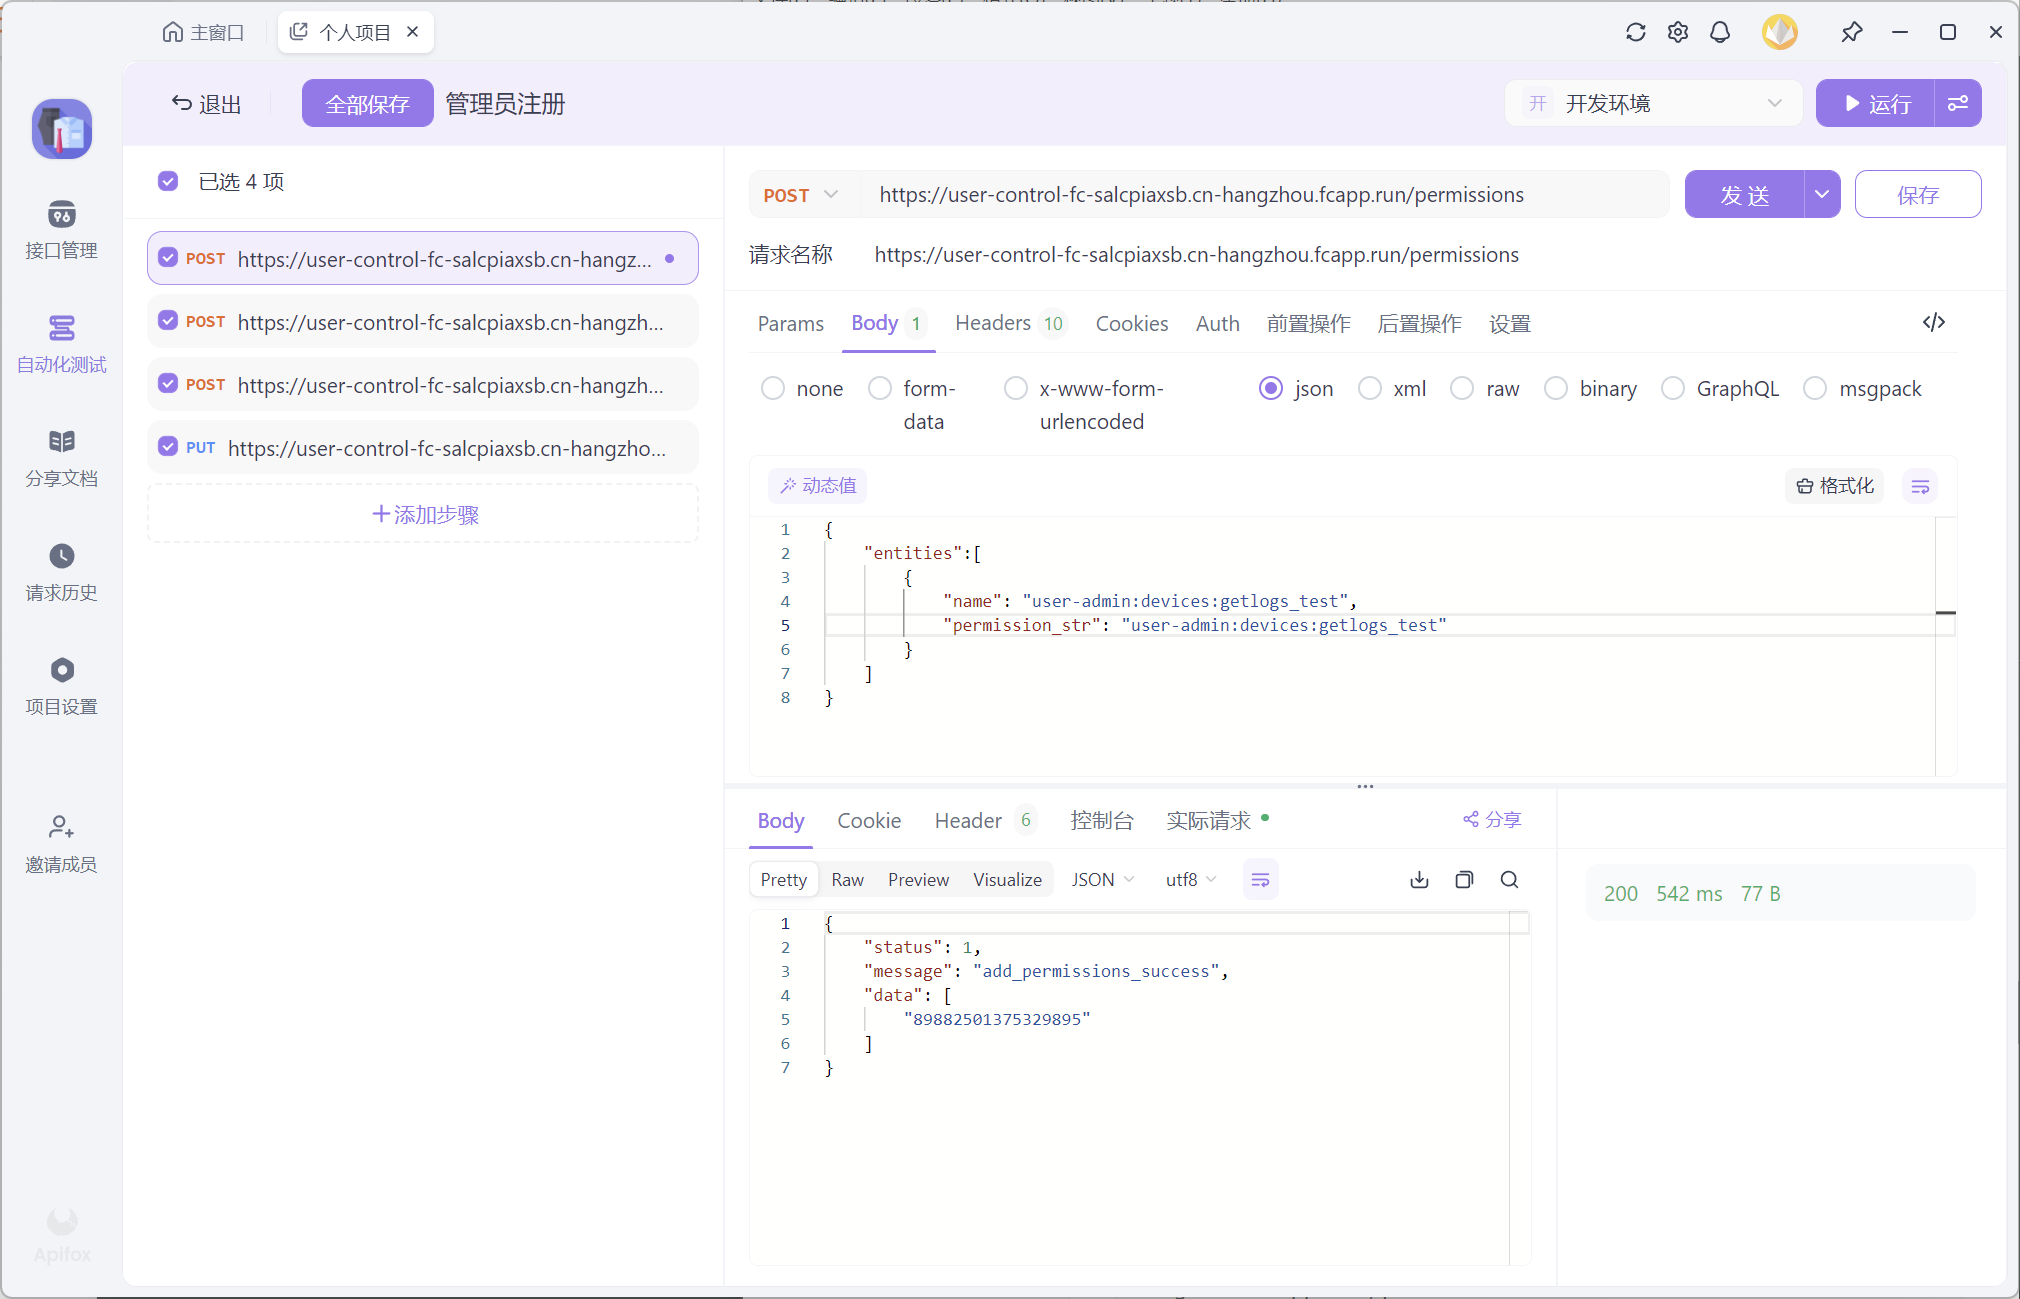 主窗口
个人项目
退出
全部保存
管理员注册
开 开发环境
运行
接口管理
自动化测试
分享文档
请求历史
项目设置
邀请成员
Apifox
已选 4 项
POST https://user-control-fc-salcpiaxsb.cn-hangz...
POST https://user-control-fc-salcpiaxsb.cn-hangzh...
POST https://user-control-fc-salcpiaxsb.cn-hangzh...
PUT https://user-control-fc-salcpiaxsb.cn-hangzho...
添加步骤
POST https://user-control-fc-salcpiaxsb.cn-hangzhou.fcapp.run/permissions 发 送 保存
请求名称 https://user-control-fc-salcpiaxsb.cn-hangzhou.fcapp.run/permissions
Params Body 1 Headers 10 Cookies Auth 前置操作 后置操作 设置
none form-data x-www-form-urlencoded json xml raw binary GraphQL msgpack
动态值 格式化
1 {
2 "entities":[
3 {
4 "name": "user-admin:devices:getlogs_test",
5 "permission_str": "user-admin:devices:getlogs_test"
6 }
7 ]
8 }
Body Cookie Header 6 控制台 实际请求 分享
Pretty Raw Preview Visualize JSON utf8
200 542 ms 77 B
1 {
2 "status": 1,
3 "message": "add_permissions_success",
4 "data": [
5 "89882501375329895"
6 ]
7 }